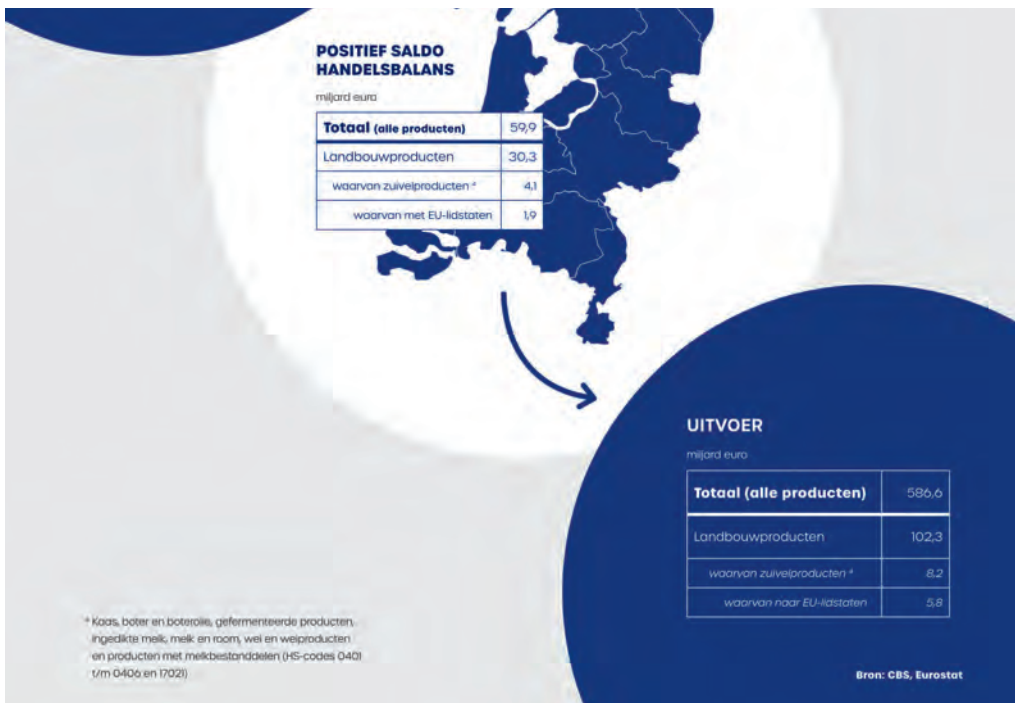 POSITIEF SALDO
HANDELSBALANS
miljard euro
Totaal (alle producten) 59,9
Landbouwproducten 30,3
waarvan zuivelproducten ⁴ 4,1
waarvan met EU-lidstaten 1,9
UITVOER
miljard euro
Totaal (alle producten) 586,6
Landbouwproducten 102,3
waarvan zuivelproducten ⁴ 8,2
waarvan naar EU-lidstaten 5,8
⁴ Kaas, boter en boterolie, gefermenteerde producten,
ingedikte melk, melk en room, wei en weiproducten
en producten met melkbestanddelen (HS-codes 0401
t/m 0406 en 17021)
Bron: CBS, Eurostat